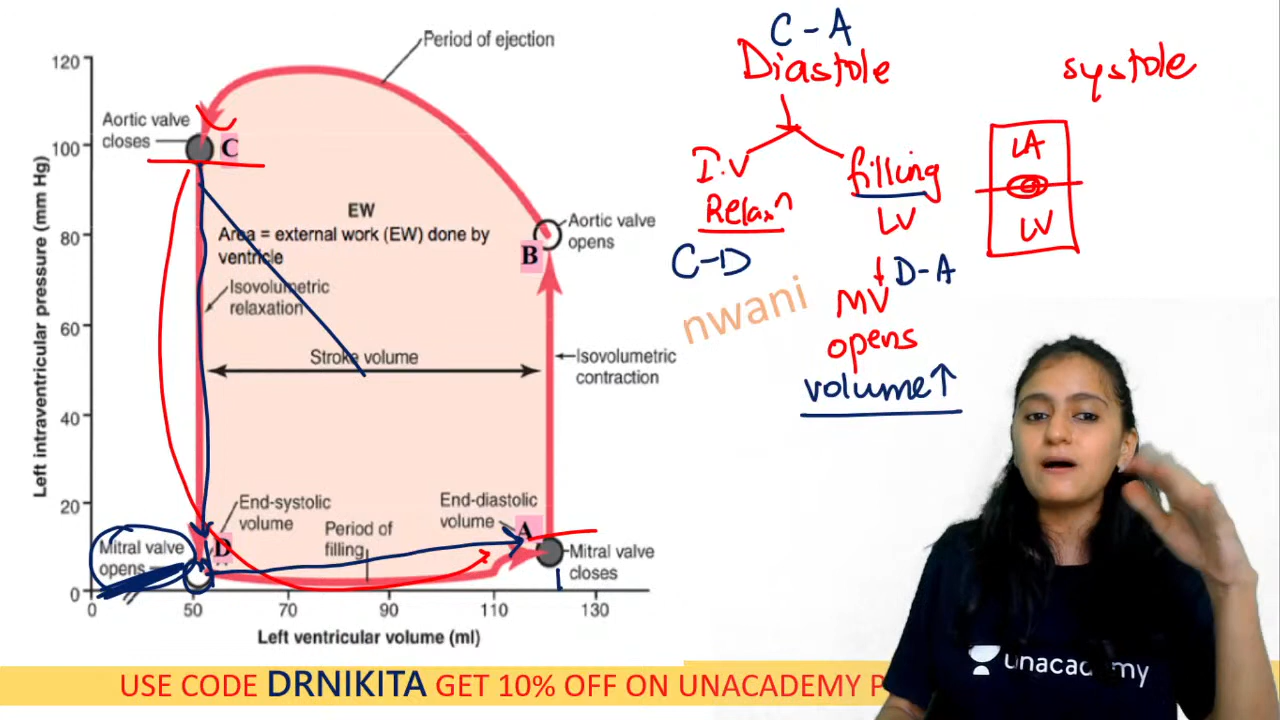 C - A
Diastole
systole
I.V
Relaxⁿ
C-D
filling
LV
D-A
MV
opens
volume↑
LA
LV
nwani
Period of ejection
Aortic valve
closes
C
EW
Area = external work (EW) done by
ventricle
Isovolumetric
relaxation
Stroke volume
Aortic valve
opens
B
Isovolumetric
contraction
End-systolic
volume
Period of
filling
End-diastolic
volume
A
D
Mitral valve
opens
Mitral valve
closes
Left intraventricular pressure (mm Hg)
120
100
80
60
40
20
0
0 50 70 90 110 130
Left ventricular volume (ml)
unacademy
USE CODE DRNIKITA GET 10% OFF ON UNACADEMY P